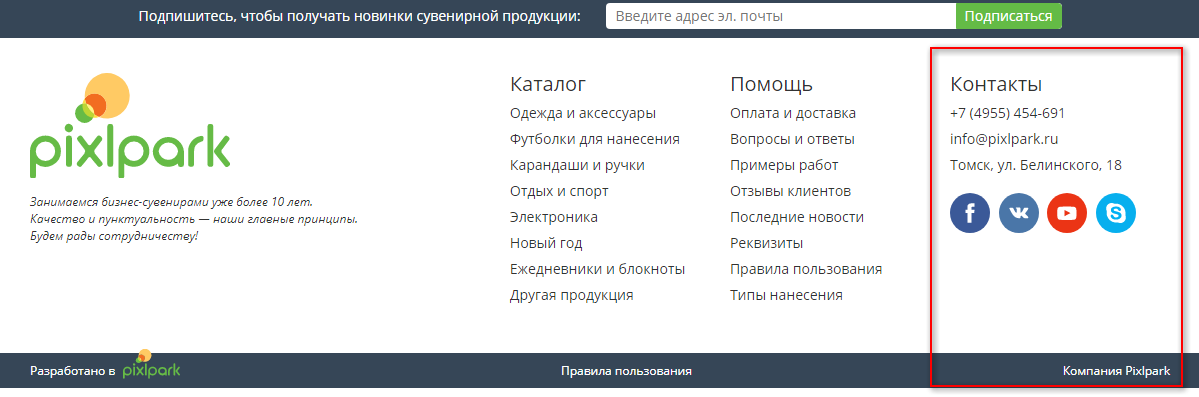 Подпишитесь, чтобы получать новинки сувенирной продукции:
Введите адрес эл. почты
Подписаться
pixlpark
Занимаемся бизнес-сувенирами уже более 10 лет.
Качество и пунктуальность — наши главные принципы.
Будем рады сотрудничеству!
Каталог
Одежда и аксессуары
Футболки для нанесения
Карандаши и ручки
Отдых и спорт
Электроника
Новый год
Ежедневники и блокноты
Другая продукция
Помощь
Оплата и доставка
Вопросы и ответы
Примеры работ
Отзывы клиентов
Последние новости
Реквизиты
Правила пользования
Типы нанесения
Контакты
+7 (4955) 454-691
info@pixlpark.ru
Томск, ул. Белинского, 18
Разработано в pixlpark
Правила пользования
Компания Pixlpark